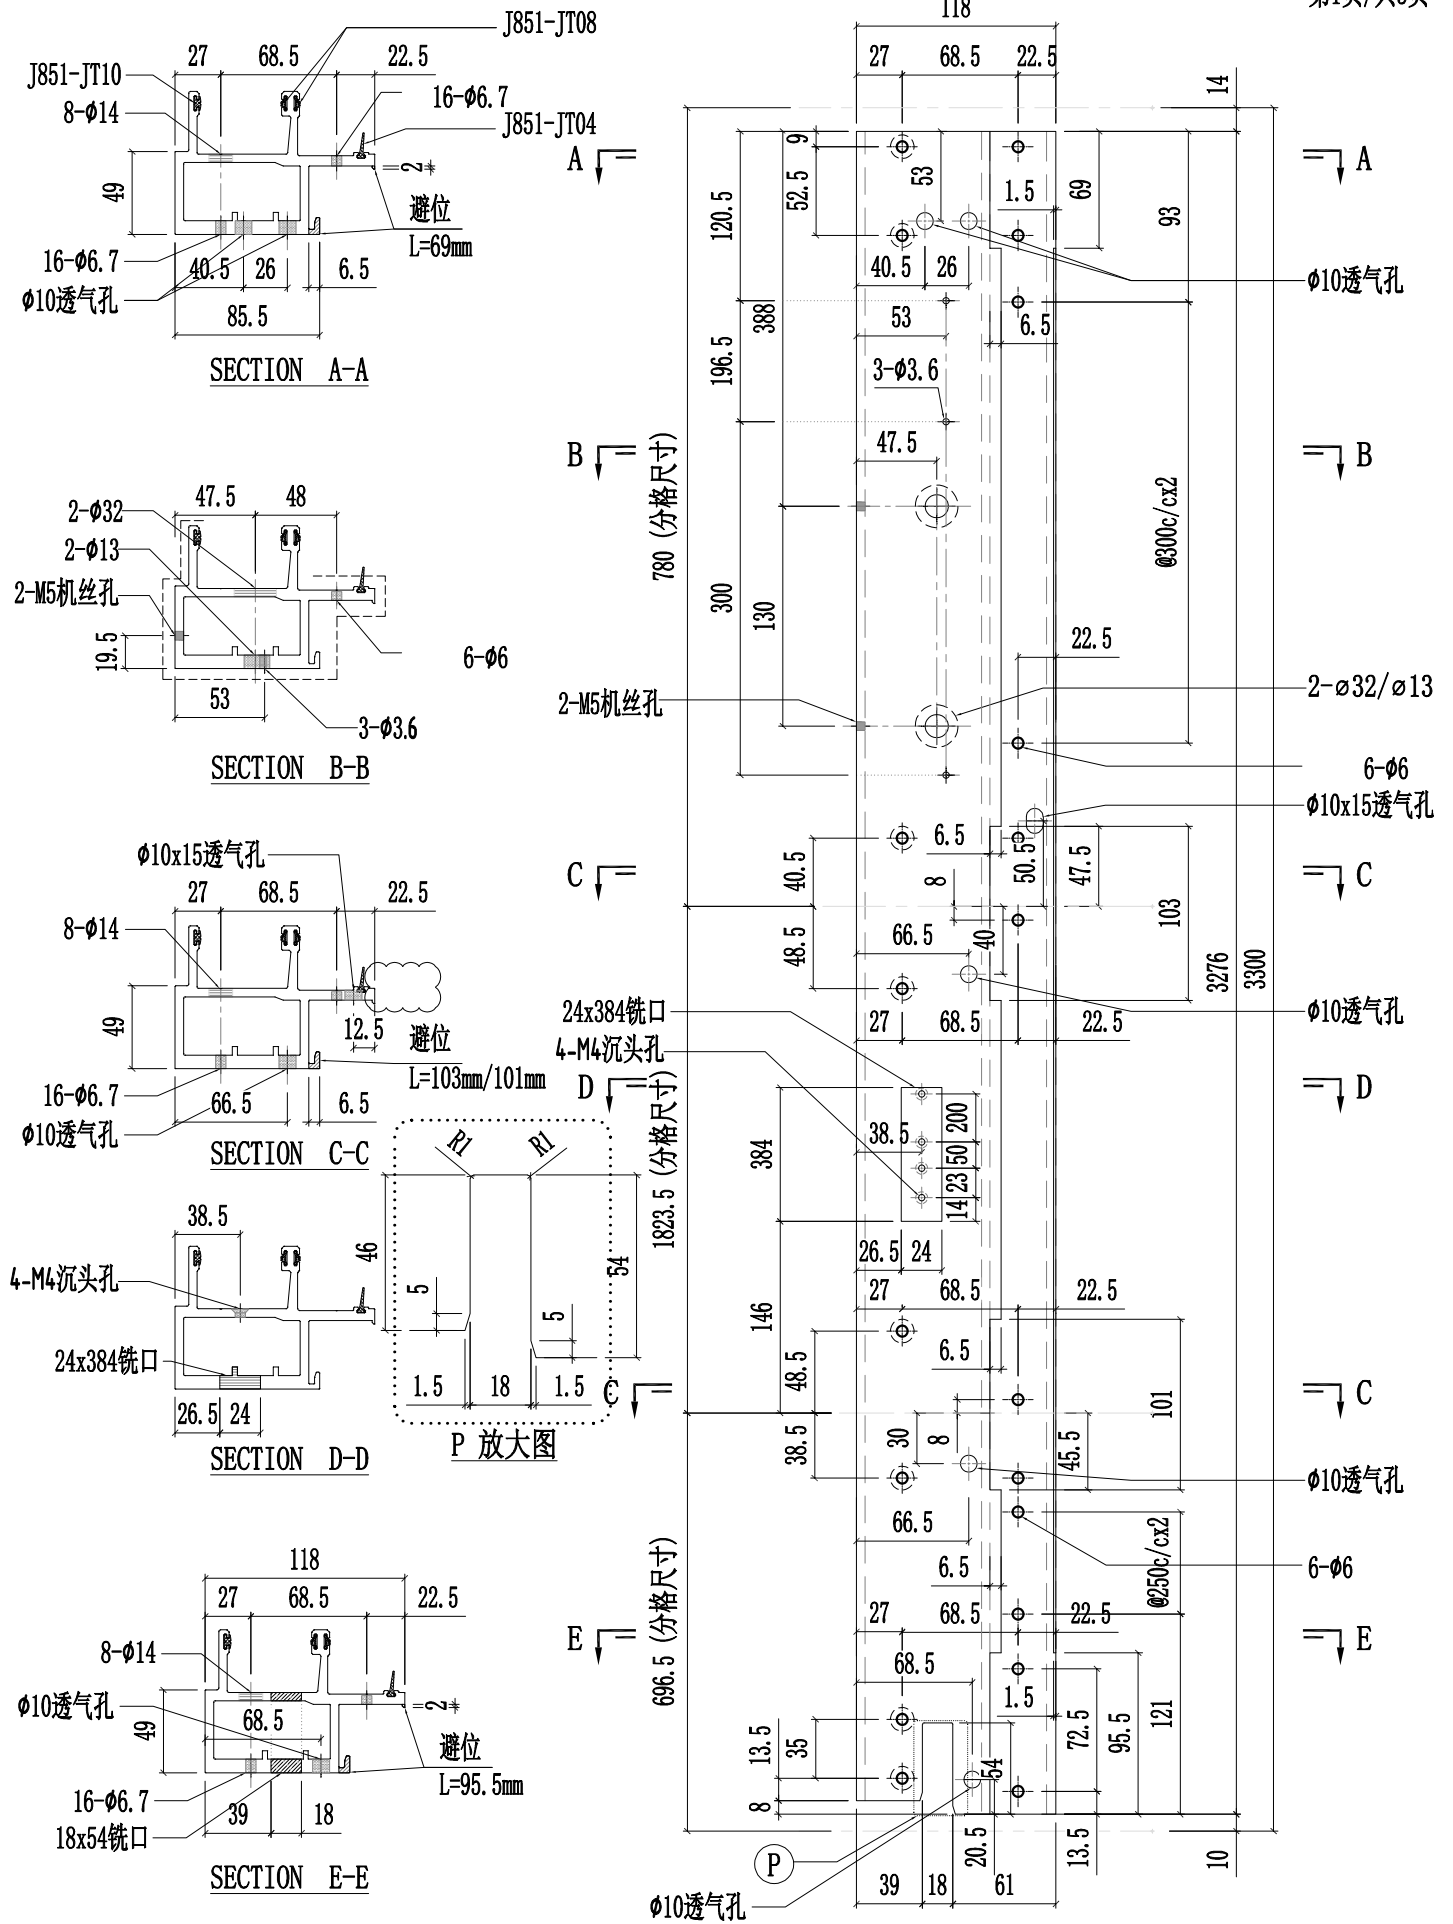 第1页/共3页
J851-JT08
27
68.5
22.5
J851-JT10
8-ϕ14
16-ϕ6.7
J851-JT04
49
2
避位
L=69mm
16-ϕ6.7
ϕ10透气孔
40.5
26
6.5
85.5
SECTION A-A
47.5
48
2-ϕ32
2-ϕ13
2-M5机丝孔
19.5
53
6-ϕ6
3-ϕ3.6
SECTION B-B
ϕ10x15透气孔
27
68.5
22.5
8-ϕ14
49
12.5
避位
L=103mm/101mm
16-ϕ6.7
66.5
6.5
ϕ10透气孔
SECTION C-C
38.5
4-M4沉头孔
24x384铣口
26.5
24
SECTION D-D
R1
R1
46
54
5
5
1.5
18
1.5
P 放大图
118
27
68.5
22.5
8-ϕ14
ϕ10透气孔
68.5
49
2
避位
L=95.5mm
16-ϕ6.7
18x54铣口
39
18
SECTION E-E
118
27
68.5
22.5
14
A
A
9
53
52.5
120.5
1.5
69
93
40.5
26
ϕ10透气孔
388
53
6.5
196.5
3-ϕ3.6
B
B
47.5
780 (分格尺寸)
@300c/cx2
300
130
22.5
2-M5机丝孔
2-⌀32/⌀13
6-ϕ6
ϕ10x15透气孔
6.5
50.5
47.5
40.5
C
C
8
103
66.5
40
48.5
3276
3300
24x384铣口
ϕ10透气孔
27
68.5
22.5
4-M4沉头孔
D
D
1823.5 (分格尺寸)
384
38.5
200
50
23
14
26.5
24
27
68.5
22.5
146
48.5
6.5
101
C
C
30
8
38.5
45.5
ϕ10透气孔
66.5
@250c/cx2
6.5
6-ϕ6
696.5 (分格尺寸)
27
68.5
22.5
E
E
68.5
1.5
13.5
35
72.5
95.5
121
54
8
P
20.5
13.5
10
39
18
61
ϕ10透气孔